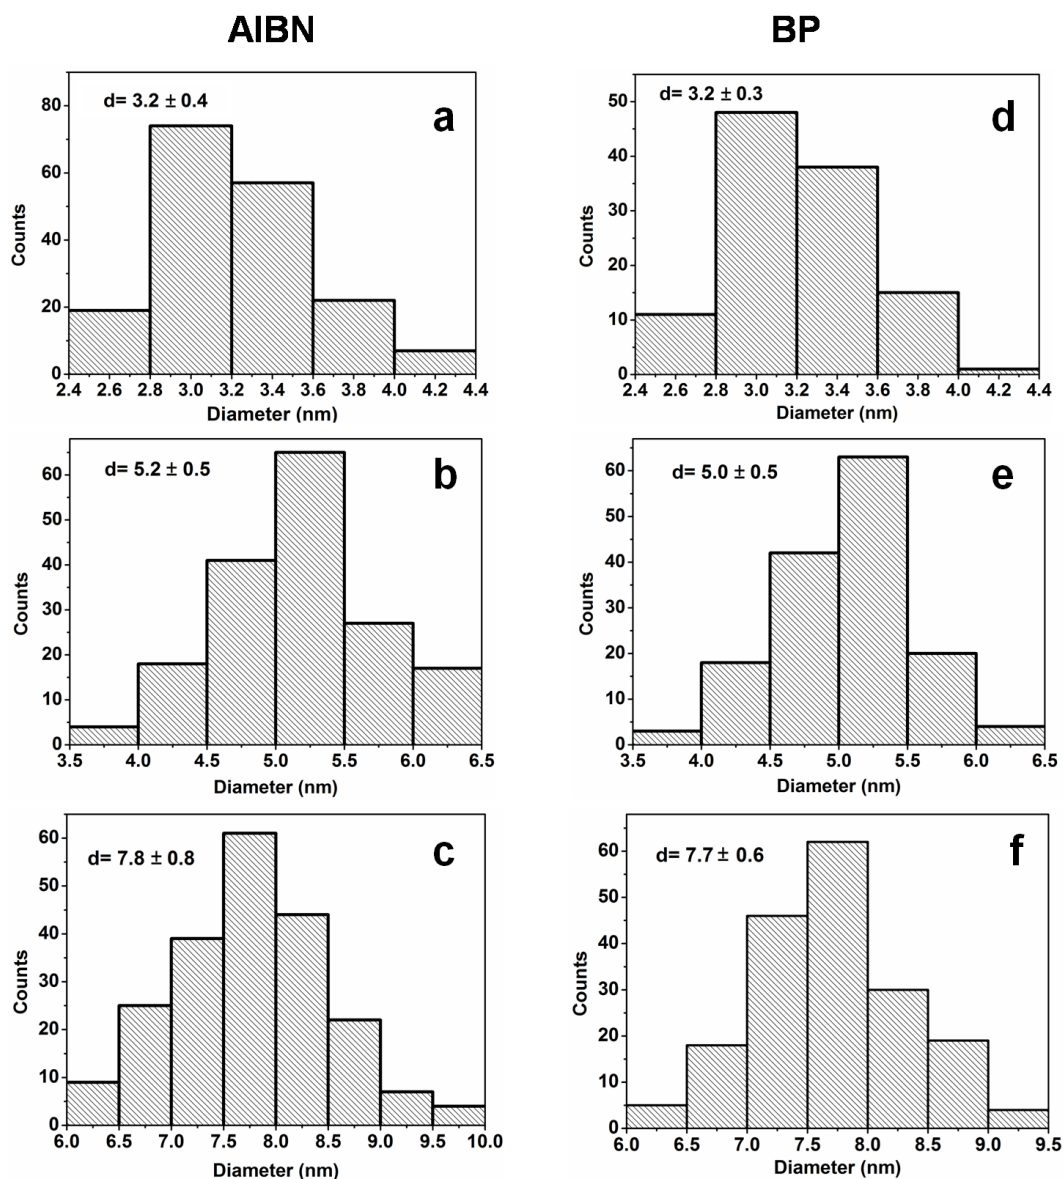 AIBN BP
d= 3.2 ± 0.4
a
80
60
40
20
0
Counts
2.4 2.6 2.8 3.0 3.2 3.4 3.6 3.8 4.0 4.2 4.4
Diameter (nm)
d= 3.2 ± 0.3
d
50
40
30
20
10
0
Counts
2.4 2.6 2.8 3.0 3.2 3.4 3.6 3.8 4.0 4.2 4.4
Diameter (nm)
d= 5.2 ± 0.5
b
60
50
40
30
20
10
0
Counts
3.5 4.0 4.5 5.0 5.5 6.0 6.5
Diameter (nm)
d= 5.0 ± 0.5
e
60
50
40
30
20
10
0
Counts
3.5 4.0 4.5 5.0 5.5 6.0 6.5
Diameter (nm)
d= 7.8 ± 0.8
c
60
50
40
30
20
10
0
Counts
6.0 6.5 7.0 7.5 8.0 8.5 9.0 9.5 10.0
Diameter (nm)
d= 7.7 ± 0.6
f
60
50
40
30
20
10
0
Counts
6.0 6.5 7.0 7.5 8.0 8.5 9.0 9.5
Diameter (nm)